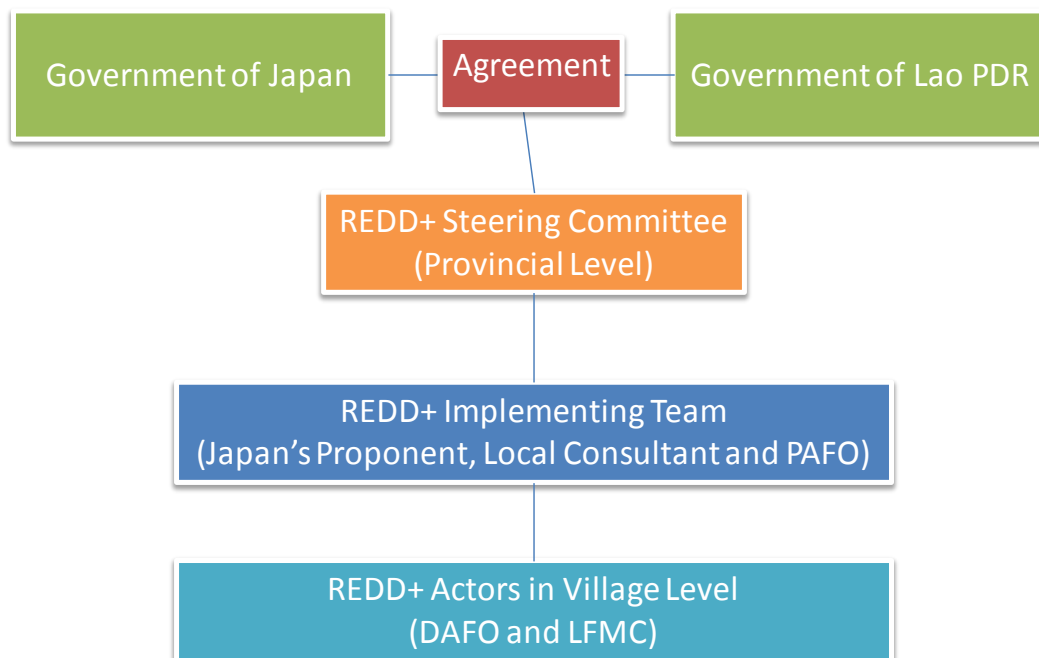 Government of Japan
Agreement
Government of Lao PDR
REDD+ Steering Committee
(Provincial Level)
REDD+ Implementing Team
(Japan's Proponent, Local Consultant and PAFO)
REDD+ Actors in Village Level
(DAFO and LFMC)